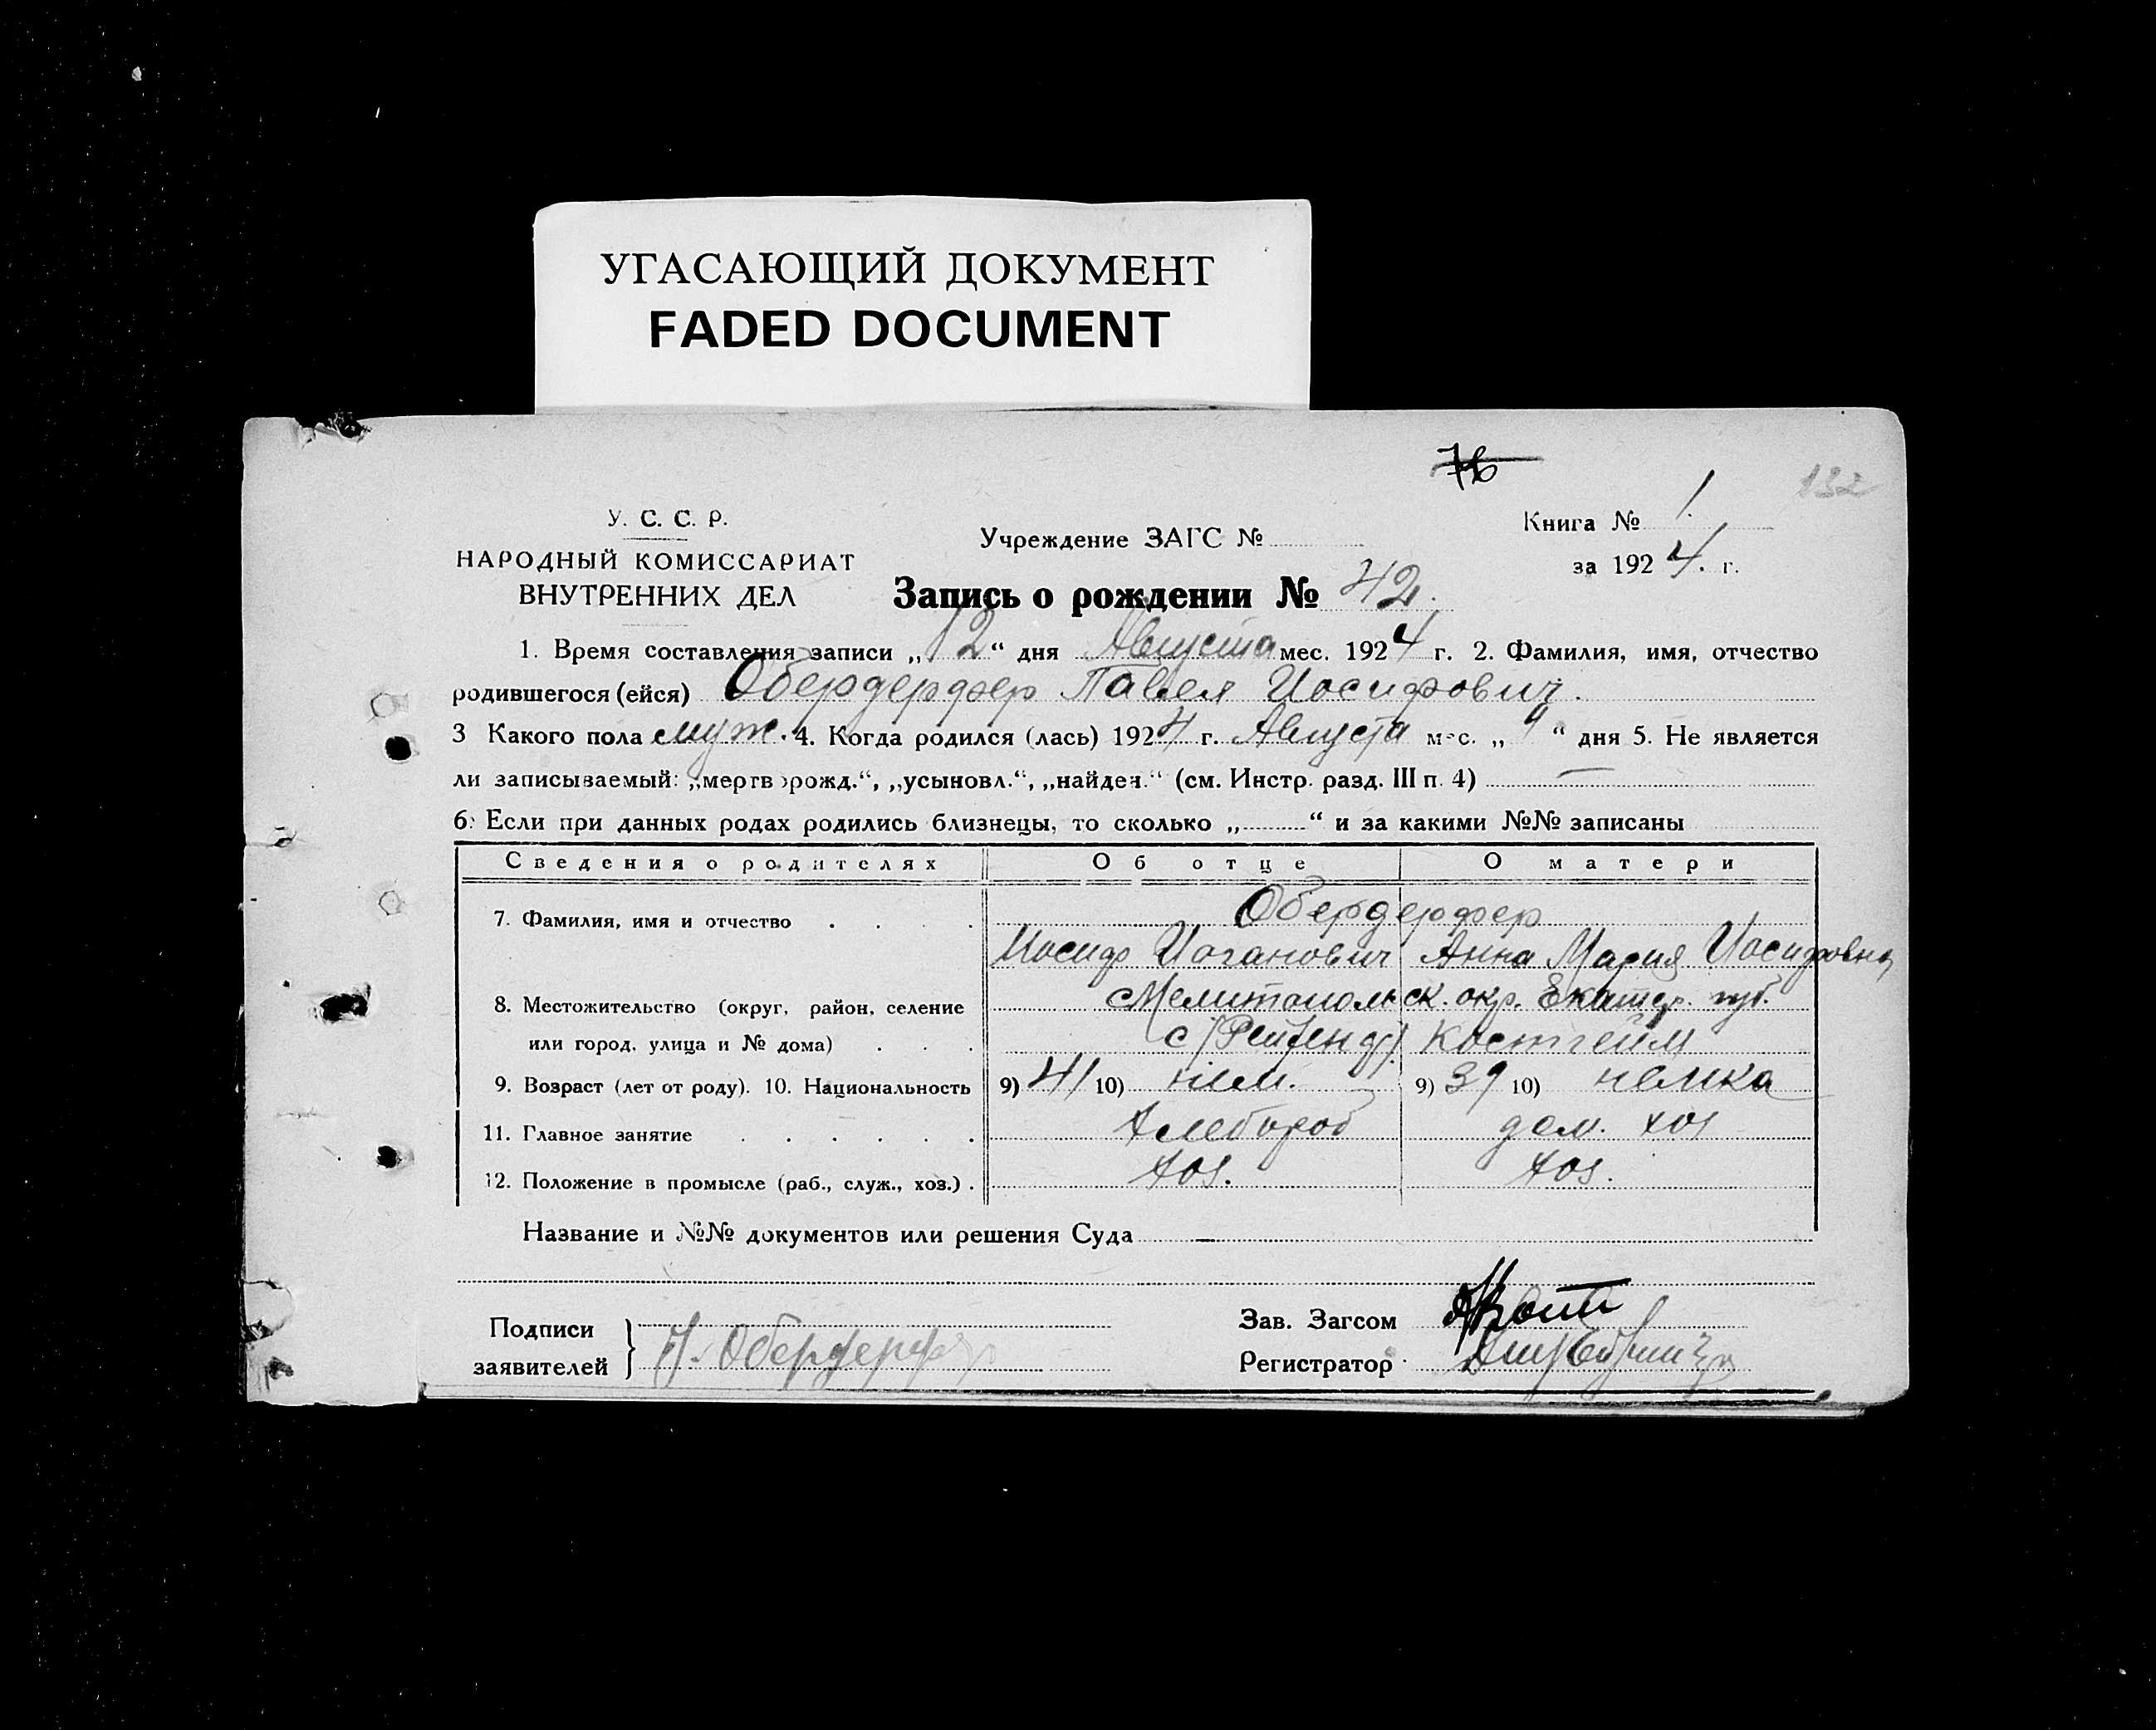 УГАСАЮЩИЙ ДОКУМЕНТ
FADED DOCUMENT
76
132
У. С. С. Р.
НАРОДНЫЙ КОМИССАРИАТ
ВНУТРЕННИХ ДЕЛ
Учреждение ЗАГС №
Книга № 1.
за 1924. г.
Запись о рождении № 42.
1. Время составления записи „12“ дня Августа мес. 1924 г. 2. Фамилия, имя, отчество
родившегося (ейся) Обердерфер Павел Иосифович.
3 Какого пола муж. 4. Когда родился (лась) 1924 г. Августа мес. „4“ дня 5. Не является
ли записываемый: „мертворожд.“, „усыновл.“, „найден.“ (см. Инстр. разд. III п. 4) —
6. Если при данных родах родились близнецы, то сколько „ “ и за какими №№ записаны
Сведения о родителях Об отце О матери
7. Фамилия, имя и отчество Обердерфер
Иосиф Иоганович Анна Мария Иосифовна
8. Местожительство (округ, район, селение Мелитопольск. окр. Екатер. губ.
или город, улица и № дома) с Костгейм
9. Возраст (лет от роду). 10. Национальность 9) 41 10) нем. 9) 39 10) немка
11. Главное занятие Хлебороб дом. хоз
12. Положение в промысле (раб., служ., хоз.) хоз. хоз.
Название и №№ документов или решения Суда —
Подписи
заявителей } Обердерфер
Зав. Загсом
Регистратор